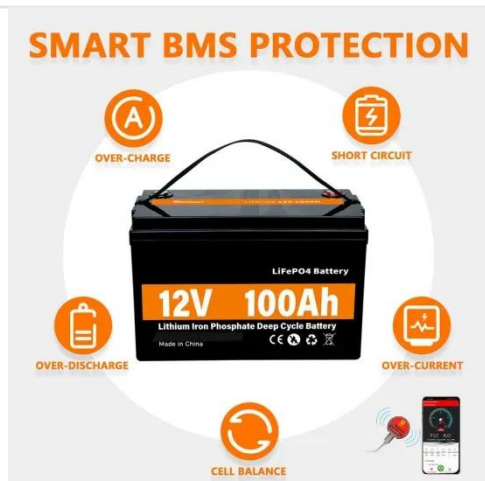 SMART BMS PROTECTION
OVER-CHARGE
SHORT CIRCUIT
LiFePO4 Battery
12V 100Ah
Lithium Iron Phosphate Deep Cycle Battery
Made in China
CE
OVER-DISCHARGE
OVER-CURRENT
CELL BALANCE